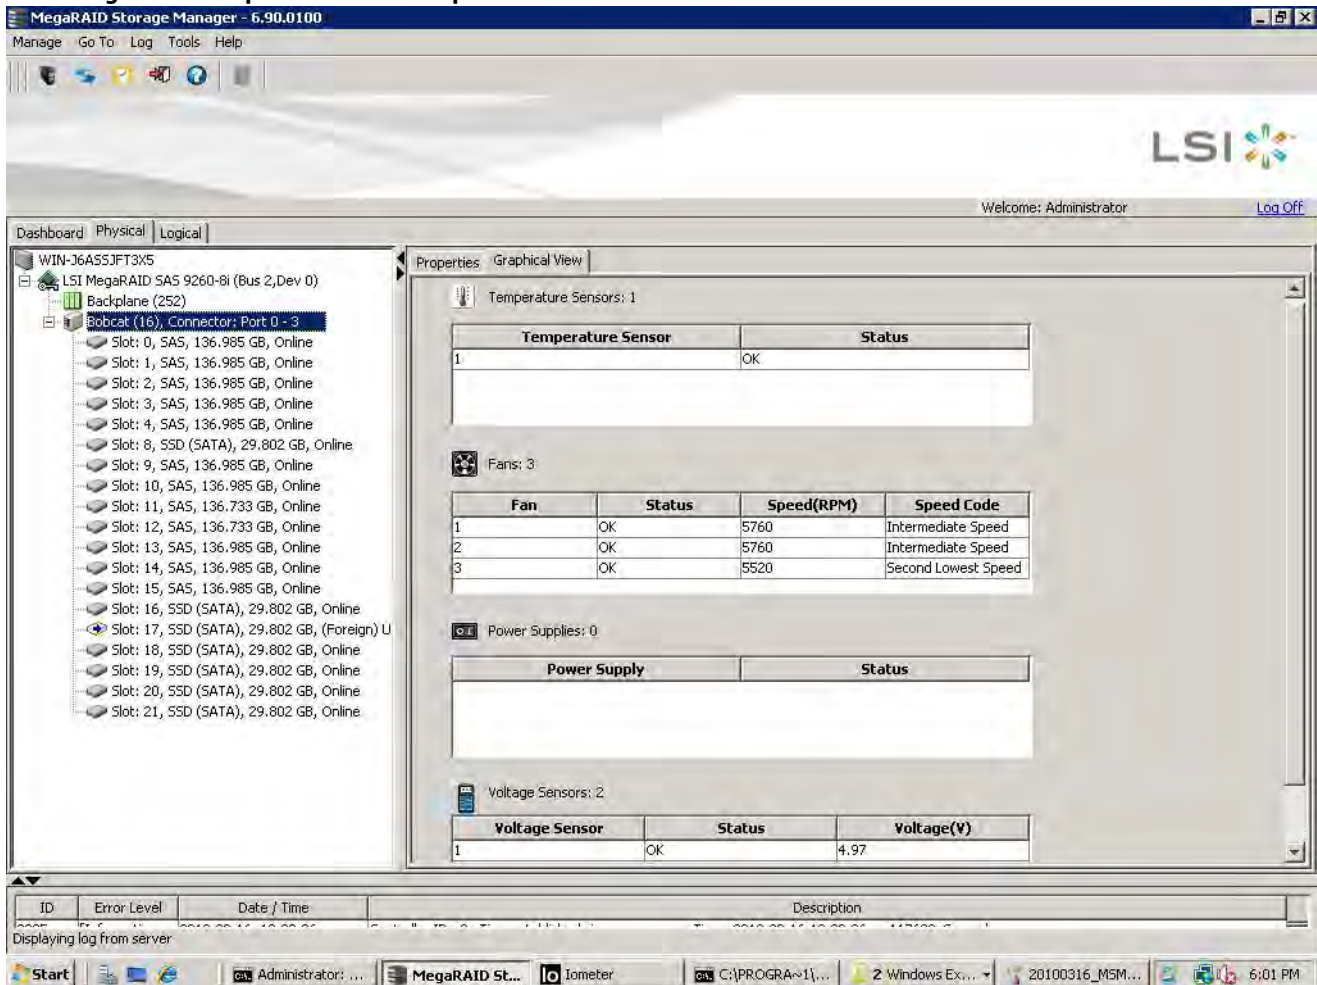 MegaRAID Storage Manager - 6.90.0100
Manage Go To Log Tools Help
LSI
Welcome: Administrator Log Off
Dashboard Physical Logical
WIN-J6ASSJFT3X5
LSI MegaRAID SAS 9260-8i (Bus 2,Dev 0)
Backplane (252)
Bobcat (16), Connector: Port 0 - 3
Slot: 0, SAS, 136.985 GB, Online
Slot: 1, SAS, 136.985 GB, Online
Slot: 2, SAS, 136.985 GB, Online
Slot: 3, SAS, 136.985 GB, Online
Slot: 4, SAS, 136.985 GB, Online
Slot: 8, SSD (SATA), 29.802 GB, Online
Slot: 9, SAS, 136.985 GB, Online
Slot: 10, SAS, 136.985 GB, Online
Slot: 11, SAS, 136.733 GB, Online
Slot: 12, SAS, 136.733 GB, Online
Slot: 13, SAS, 136.985 GB, Online
Slot: 14, SAS, 136.985 GB, Online
Slot: 15, SAS, 136.985 GB, Online
Slot: 16, SSD (SATA), 29.802 GB, Online
Slot: 17, SSD (SATA), 29.802 GB, (Foreign) U
Slot: 18, SSD (SATA), 29.802 GB, Online
Slot: 19, SSD (SATA), 29.802 GB, Online
Slot: 20, SSD (SATA), 29.802 GB, Online
Slot: 21, SSD (SATA), 29.802 GB, Online
Properties Graphical View
Temperature Sensors: 1
Temperature Sensor Status
1 OK
Fans: 3
Fan Status Speed(RPM) Speed Code
1 OK 5760 Intermediate Speed
2 OK 5760 Intermediate Speed
3 OK 5520 Second Lowest Speed
Power Supplies: 0
Power Supply Status
Voltage Sensors: 2
Voltage Sensor Status Voltage(V)
1 OK 4.97
ID Error Level Date / Time Description
Displaying log from server
Start Administrator: ... MegaRAID St... Iometer C:\PROGRA~1\... 2 Windows Ex... 20100316_MSM... 6:01 PM